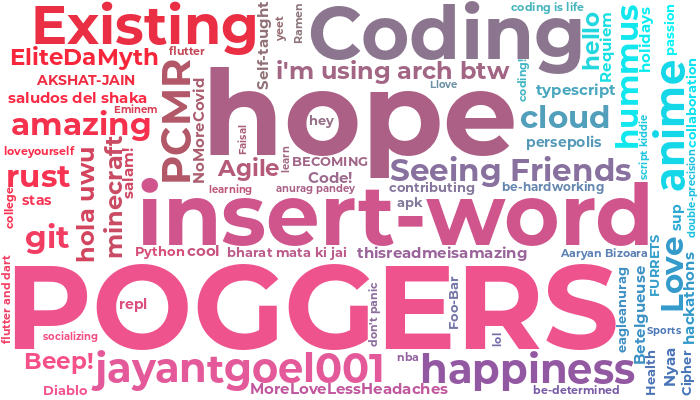 Existing
Coding
coding is life
hello
Requiem
hummus
holidays
passion
EliteDaMyth
flutter
Self-taught
yeet
Ramen
AKSHAT-JAIN
PCMR
i'm using arch btw
coding!
anime
saludos del shaka
NoMoreCovid
hope
Llove
typescript
Eminem
amazing
hey
cloud
script kiddie
double-precision
collaboration
loveyourself
Faisal
persepolis
rust
hola uwu
minecraft
salam!
Agile
learn
BECOMING
Code!
Seeing Friends
college
stas
learning
anurag pandey
contributing
be-hardworking
apk
insert-word
git
sup
Python
cool
bharat mata ki jai
thisreadmeisamazing
Aaryan Bizoara
FURRETS
Love
hackathons
flutter and dart
POGGERS
repl
don't panic
Foo-Bar
eagleanurag
Betelgueuse
socializing
lol
Sports
Beep!
jayantgoel001
nba
happiness
Health
Nyaa
Cipher
Diablo
MoreLoveLessHeadaches
be-determined